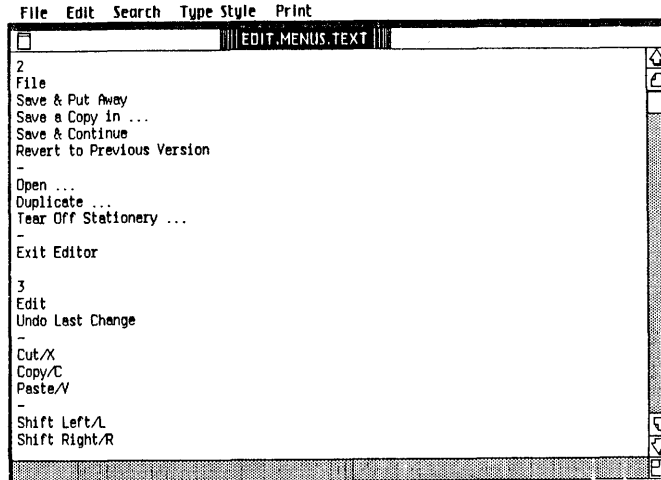 File Edit Search Type Style Print
EDIT.MENUS.TEXT
2
File
Save & Put Away
Save a Copy in ...
Save & Continue
Revert to Previous Version
-
Open ...
Duplicate ...
Tear Off Stationery ...
-
Exit Editor
3
Edit
Undo Last Change
-
Cut/X
Copy/C
Paste/V
-
Shift Left/L
Shift Right/R